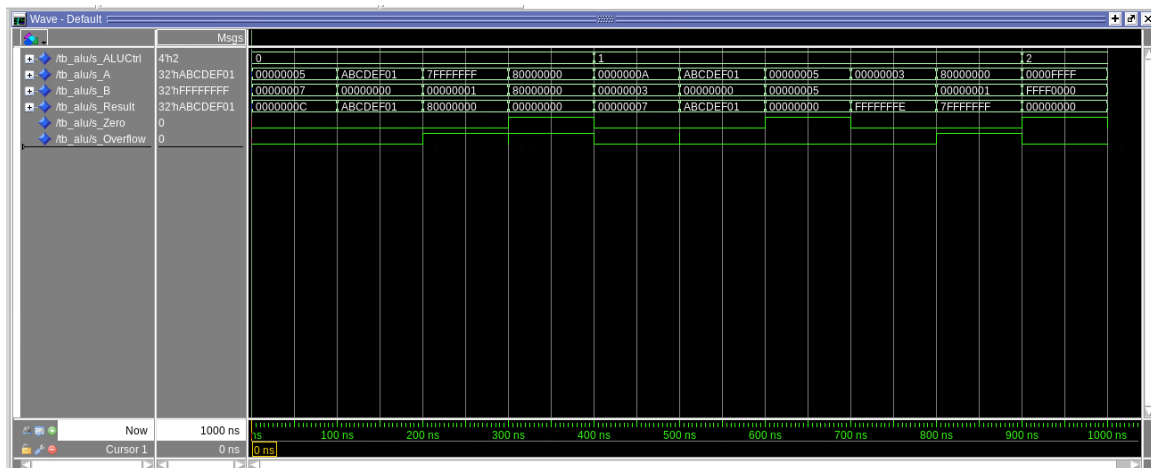 Wave - Default
Msgs
/tb_alu/s_ALUCtrl 4'h2 0 1 2
/tb_alu/s_A 32'hABCDEF01 00000005 ABCDEF01 7FFFFFFF 80000000 0000000A ABCDEF01 00000005 00000003 80000000 0000FFFF
/tb_alu/s_B 32'hFFFFFFFF 00000007 00000000 00000001 80000000 00000003 00000000 00000005 00000001 FFFF0000
/tb_alu/s_Result 32'hABCDEF01 0000000C ABCDEF01 80000000 00000000 00000007 ABCDEF01 00000000 FFFFFFFE 7FFFFFFF 00000000
/tb_alu/s_Zero 0
/tb_alu/s_Overflow 0
Now 1000 ns ns 100 ns 200 ns 300 ns 400 ns 500 ns 600 ns 700 ns 800 ns 900 ns 1000 ns
Cursor 1 0 ns 0 ns